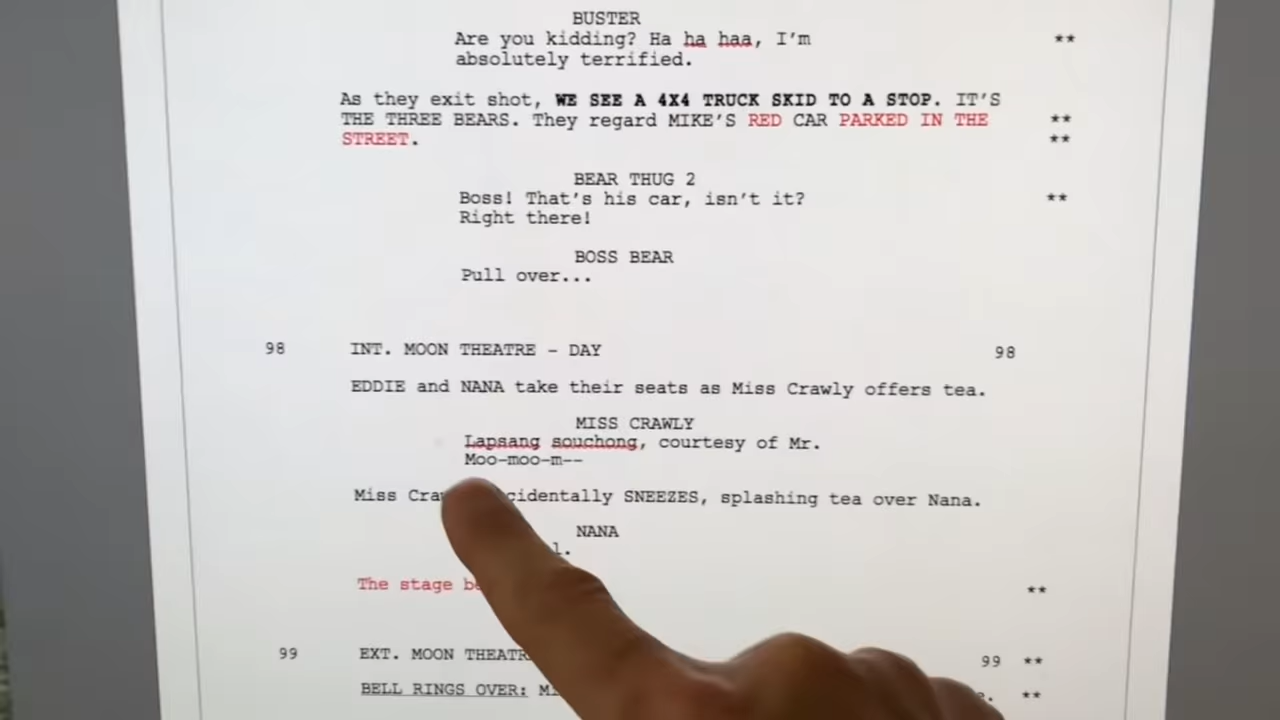 BUSTER
Are you kidding? Ha ha haa, I'm **
absolutely terrified.
As they exit shot, WE SEE A 4X4 TRUCK SKID TO A STOP. IT'S
THE THREE BEARS. They regard MIKE'S RED CAR PARKED IN THE **
STREET. **
BEAR THUG 2
Boss! That's his car, isn't it? **
Right there!
BOSS BEAR
Pull over...
98 INT. MOON THEATRE - DAY 98
EDDIE and NANA take their seats as Miss Crawly offers tea.
MISS CRAWLY
Lapsang souchong, courtesy of Mr.
Moo-moo-m--
Miss SNEEZES, splashing tea over Nana.
NANA
The stage **
99 EXT. MOON 99 **
BELL RINGS OVER: **